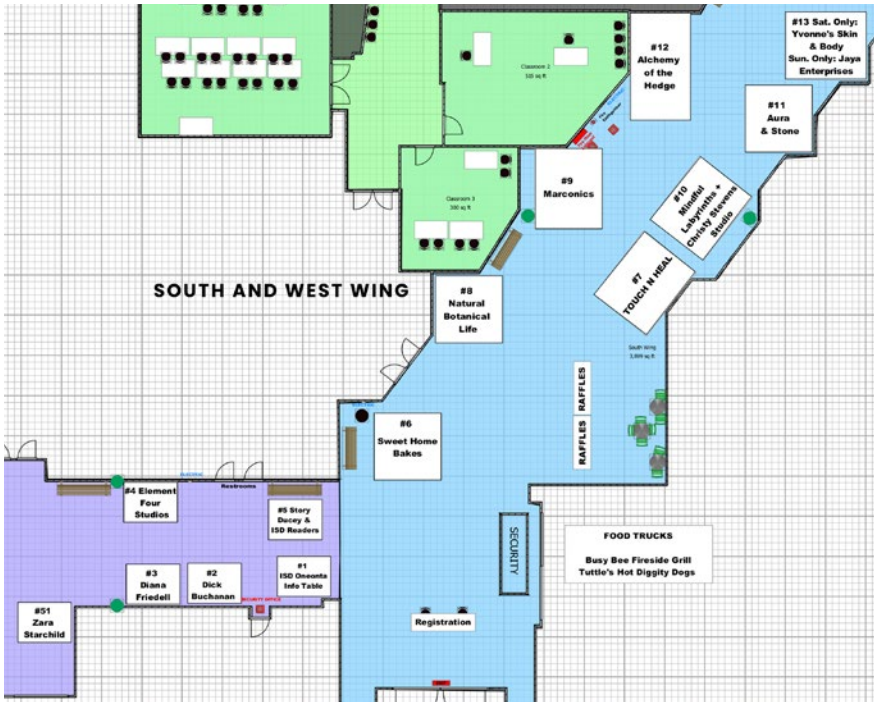 #12
Alchemy
of the
Hedge
#13 Sat. Only:
Yvonne's Skin
& Body
Sun. Only: Jaya
Enterprises
#11
Aura
& Stone
Classroom 2
Classroom 3
#9
Marconics
#10
Mindful
Labyrinths +
Christy Stevens
Studio
#7
TOUCH N HEAL
SOUTH AND WEST WING
#8
Natural
Botanical
Life
South Wing
RAFFLES
RAFFLES
#6
Sweet Home
Bakes
Restrooms
#4 Element
Four
Studios
#5 Story
Ducey &
ISD Readers
#1
ISD Oneonta
Info Table
#3
Diana
Friedell
#2
Dick
Buchanan
SECURITY OFFICE
#51
Zara
Starchild
SECURITY
FOOD TRUCKS
Busy Bee Fireside Grill
Tuttle's Hot Diggity Dogs
Registration